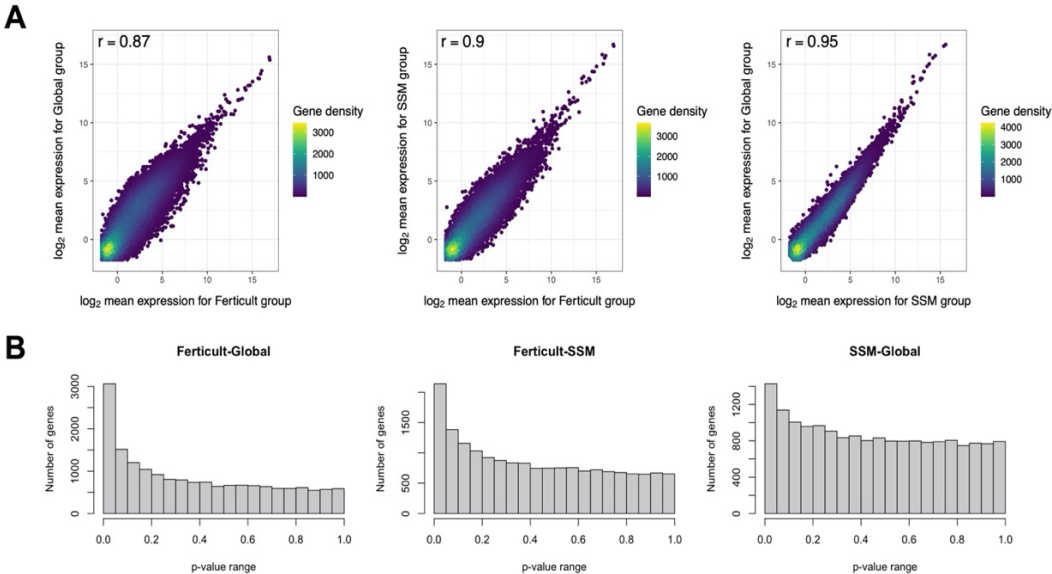 A
r = 0.87
log2 mean expression for Global group
15
10
5
0
0 5 10 15
log2 mean expression for Ferticult group
Gene density
3000
2000
1000
r = 0.9
log2 mean expression for SSM group
15
10
5
0
0 5 10 15
log2 mean expression for Ferticult group
Gene density
3000
2000
1000
r = 0.95
log2 mean expression for Global group
15
10
5
0
0 5 10 15
log2 mean expression for SSM group
Gene density
4000
3000
2000
1000
B
Ferticult-Global
Number of genes
3000
2000
1000
0
0.0 0.2 0.4 0.6 0.8 1.0
p-value range
Ferticult-SSM
Number of genes
1500
500
0
0.0 0.2 0.4 0.6 0.8 1.0
p-value range
SSM-Global
Number of genes
1200
800
400
0
0.0 0.2 0.4 0.6 0.8 1.0
p-value range